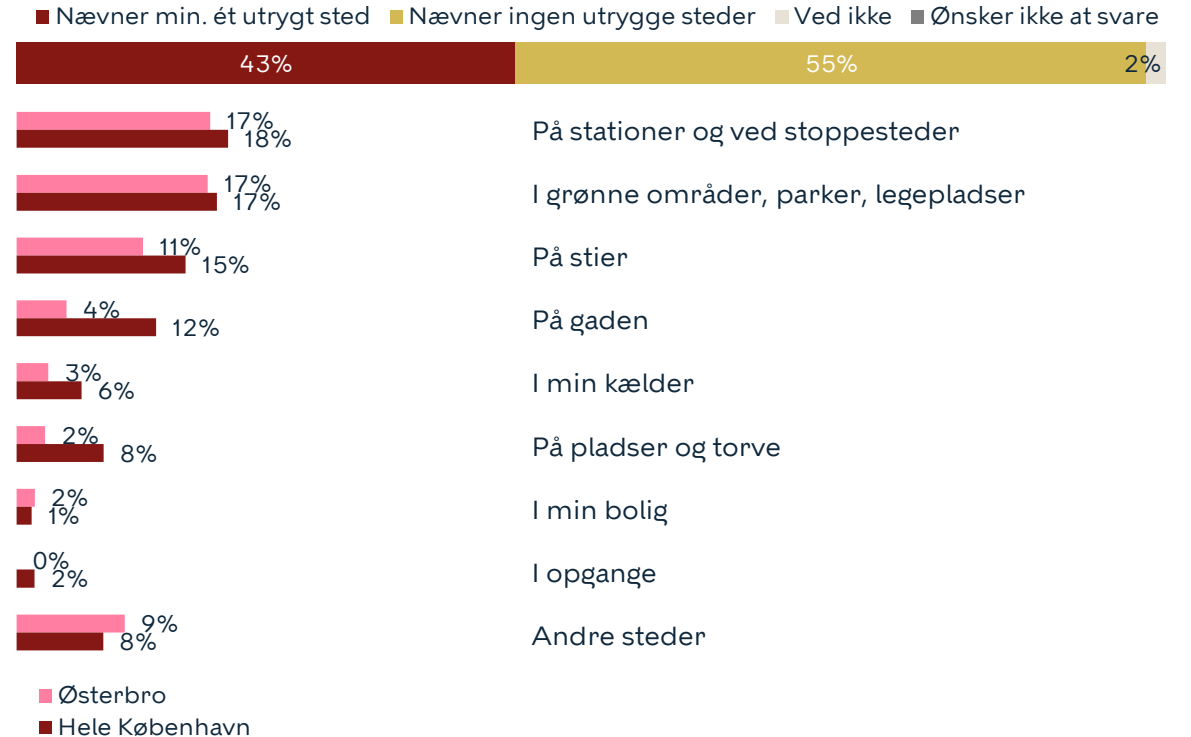 Nævner min. ét utrygt sted Nævner ingen utrygge steder Ved ikke Ønsker ikke at svare
43% 55% 2%
17%
18% På stationer og ved stoppesteder
17%
17% I grønne områder, parker, legepladser
11%
15% På stier
4%
12% På gaden
3%
6% I min kælder
2%
8% På pladser og torve
2%
1% I min bolig
0%
2% I opgange
9%
8% Andre steder
Østerbro
Hele København